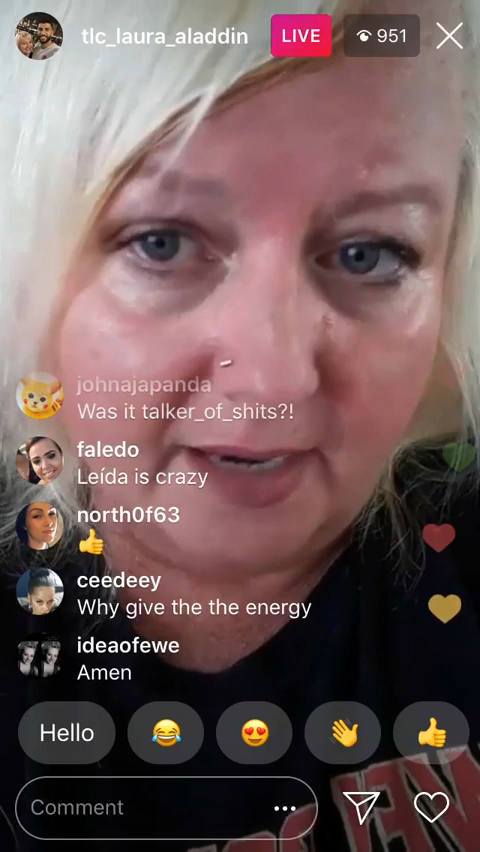 tlc_laura_aladdin
LIVE
951
johnajapanda
Was it talker_of_shits?!
faledo
Leída is crazy
north0f63
👍
ceedeey
Why give the the energy
ideaofewe
Amen
Hello 😂 😍 👋 👍
Comment